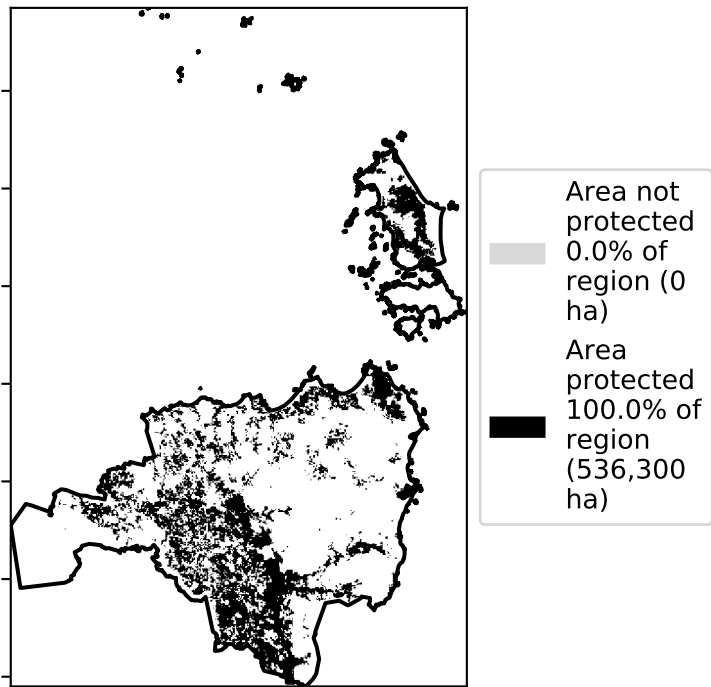 Area not
protected
0.0% of
region (0
ha)
Area
protected
100.0% of
region
(536,300
ha)